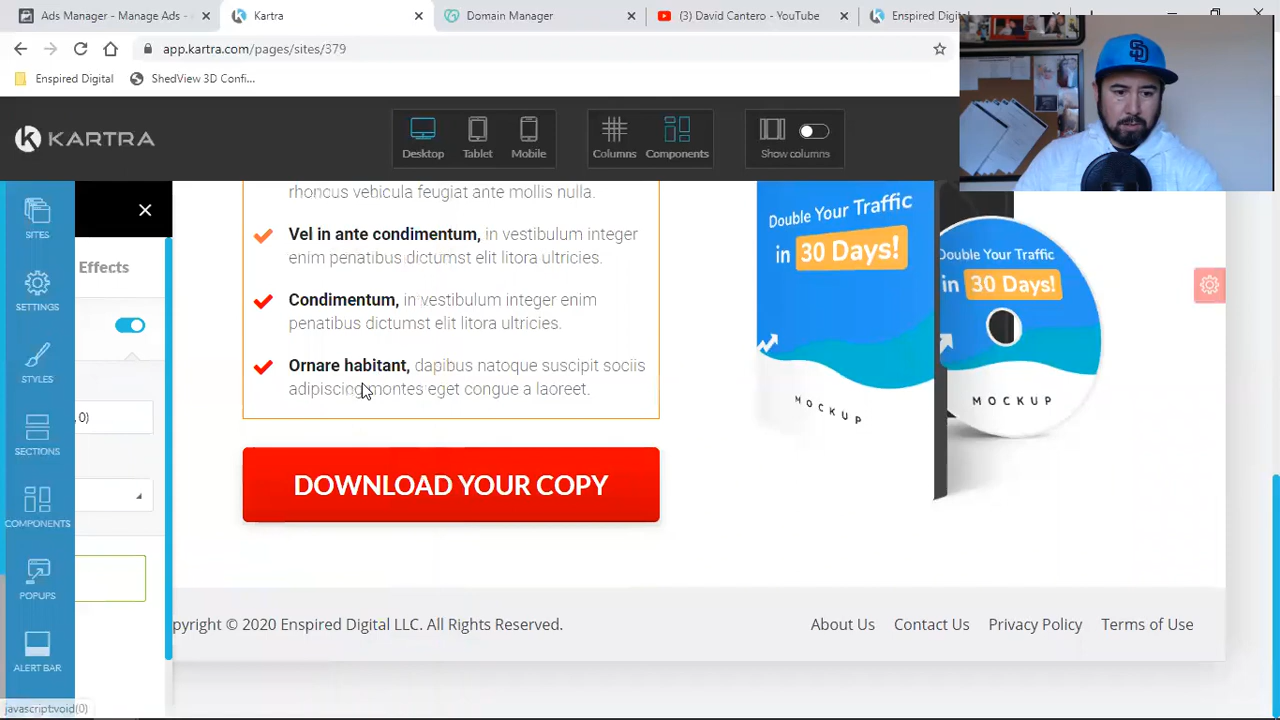 Ads Manager - Manage Ads -
Kartra
Domain Manager
(3) David Cantero - YouTube
Enspired Digital
app.kartra.com/pages/sites/379
Enspired Digital
ShedView 3D Confi...
KARTRA
Desktop
Tablet
Mobile
Columns
Components
Show columns
SITES
SETTINGS
STYLES
SECTIONS
COMPONENTS
POPUPS
ALERT BAR
Effects
0)
rhoncus vehicula feugiat ante mollis nulla.
Vel in ante condimentum, in vestibulum integer
enim penatibus dictumst elit litora ultricies.
Condimentum, in vestibulum integer enim
penatibus dictumst elit litora ultricies.
Ornare habitant, dapibus natoque suscipit sociis
adipiscing montes eget congue a laoreet.
DOWNLOAD YOUR COPY
Double Your Traffic
in 30 Days!
MOCKUP
Double Your Traffic
in 30 Days!
MOCKUP
pyright © 2020 Enspired Digital LLC. All Rights Reserved.
About Us
Contact Us
Privacy Policy
Terms of Use
javascript:void(0)
SD